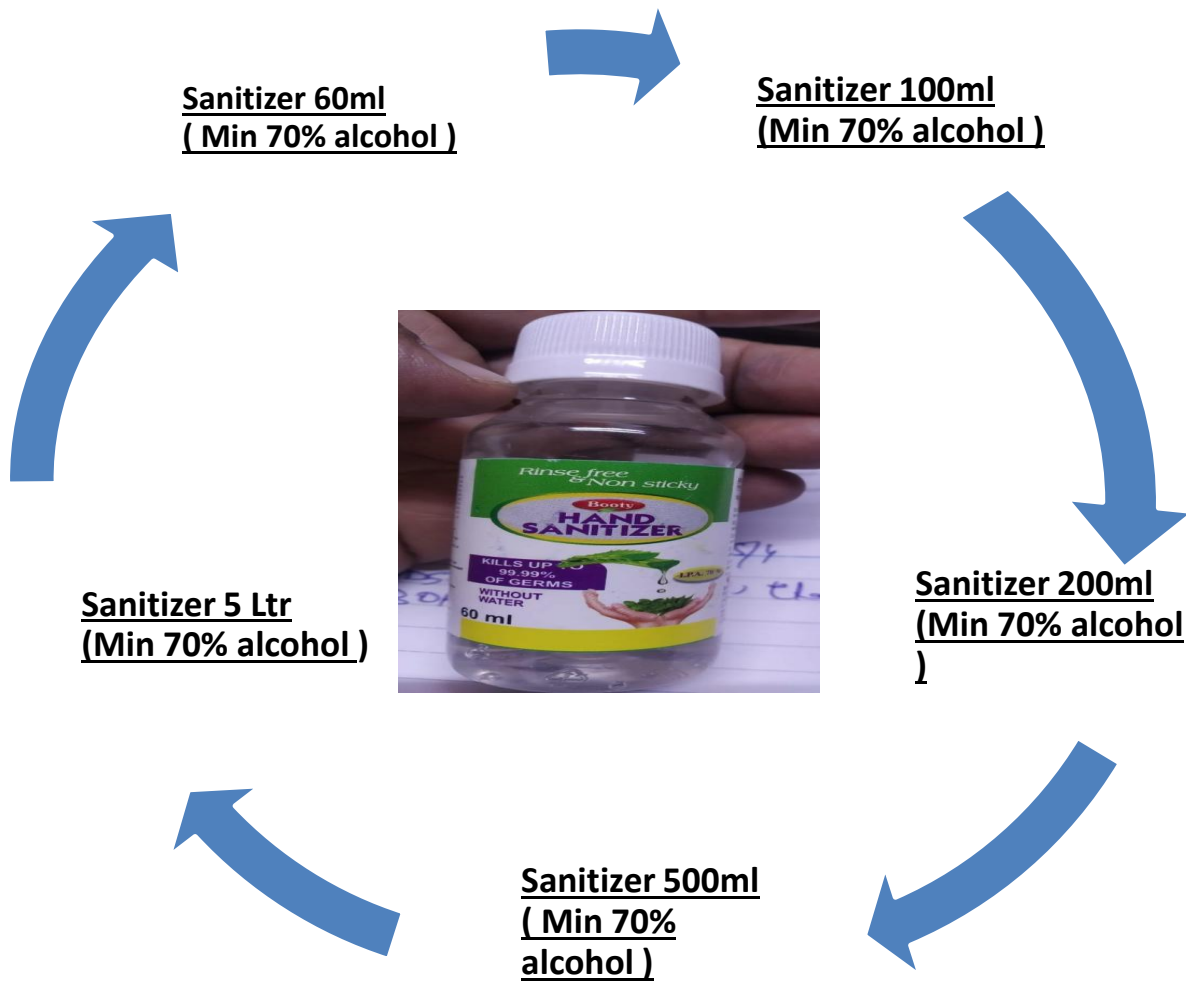 Sanitizer 60ml
( Min 70% alcohol )
Sanitizer 100ml
(Min 70% alcohol )
Sanitizer 200ml
(Min 70% alcohol
)
Sanitizer 500ml
( Min 70%
alcohol )
Sanitizer 5 Ltr
(Min 70% alcohol )
Rinse free
& Non sticky
Booty
HAND
SANITIZER
KILLS UP TO
99.99%
OF GERMS
WITHOUT
WATER
60 ml
I.P.A.